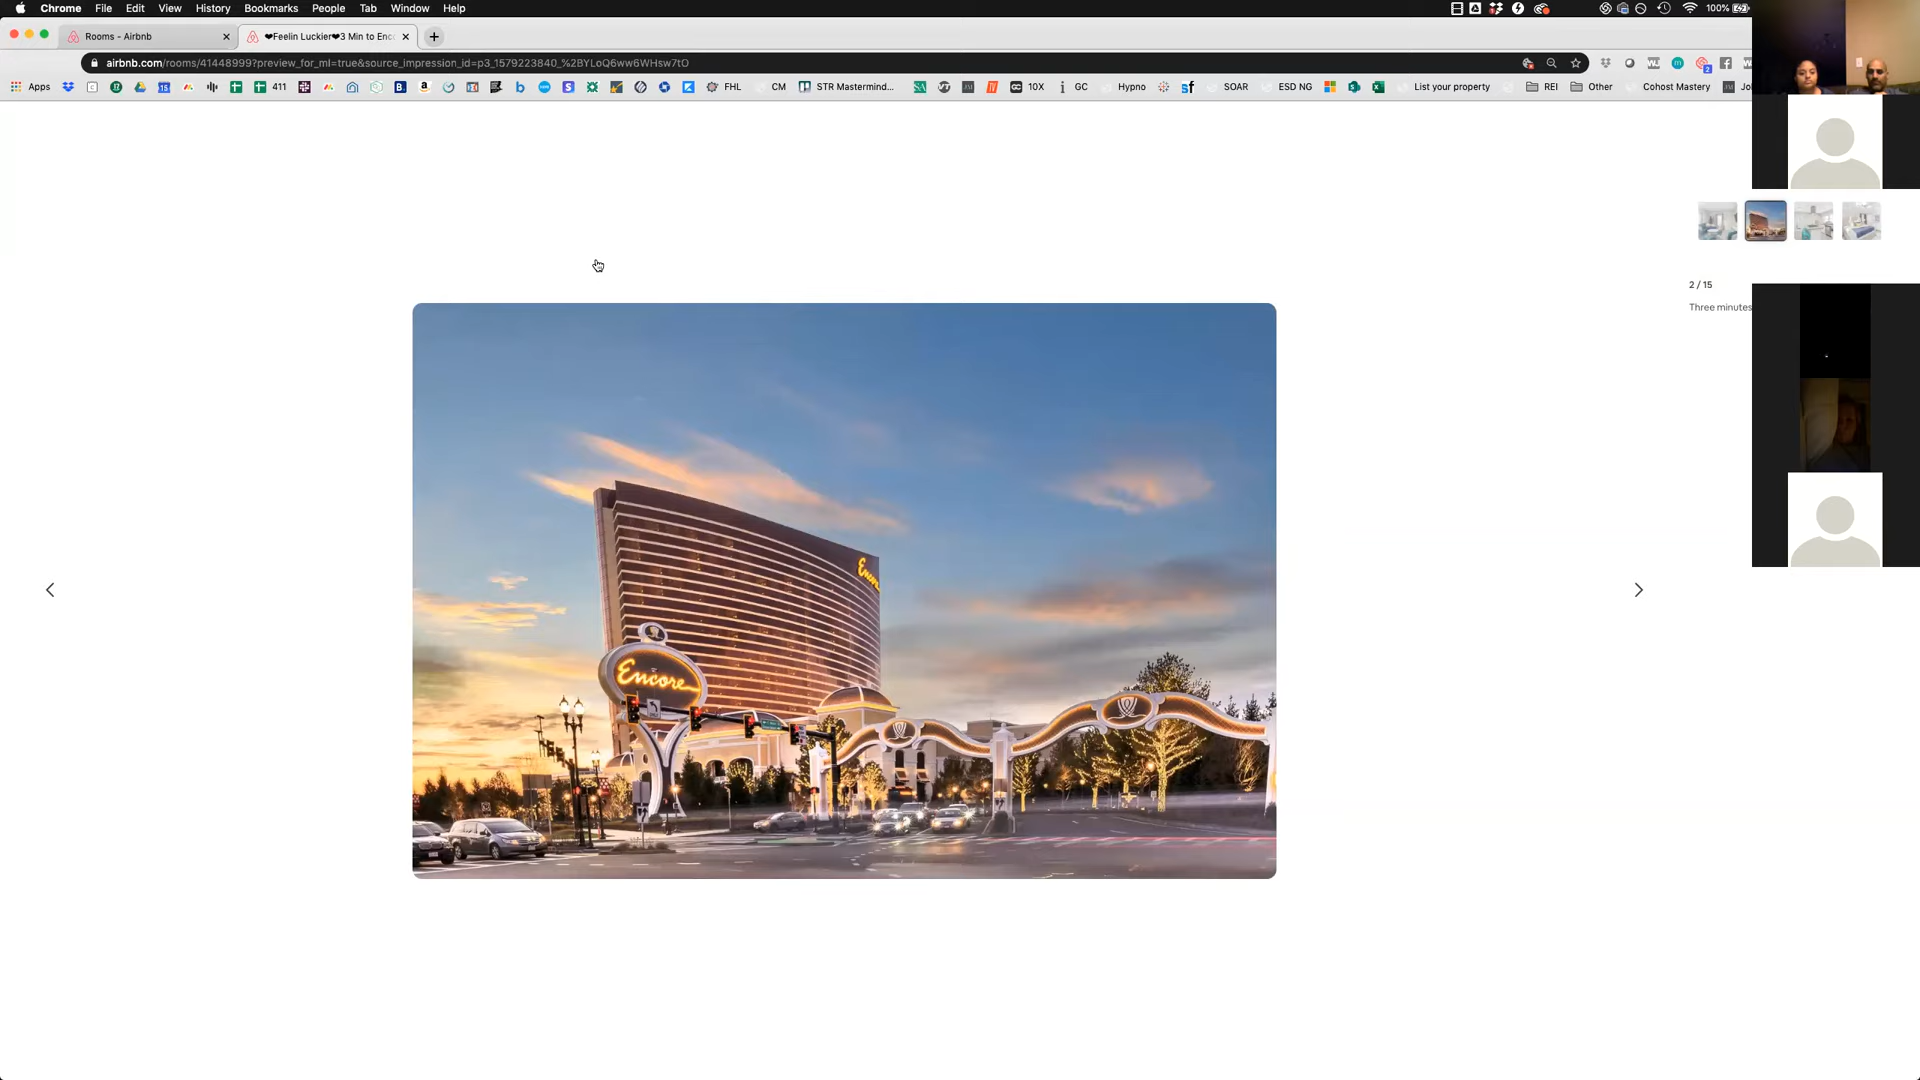 Chrome File Edit View History Bookmarks People Tab Window Help
100%
Rooms - Airbnb
❤Feelin Luckier❤3 Min to Enc
airbnb.com/rooms/41448999?preview_for_ml=true&source_impression_id=p3_1579223840_%2BYLoQ6ww6WHsw7tO
Apps 411 FHL CM STR Mastermind... 10X GC Hypno SOAR ESD NG List your property REI Other Cohost Mastery
2 / 15
Three minutes
Encore
Encore